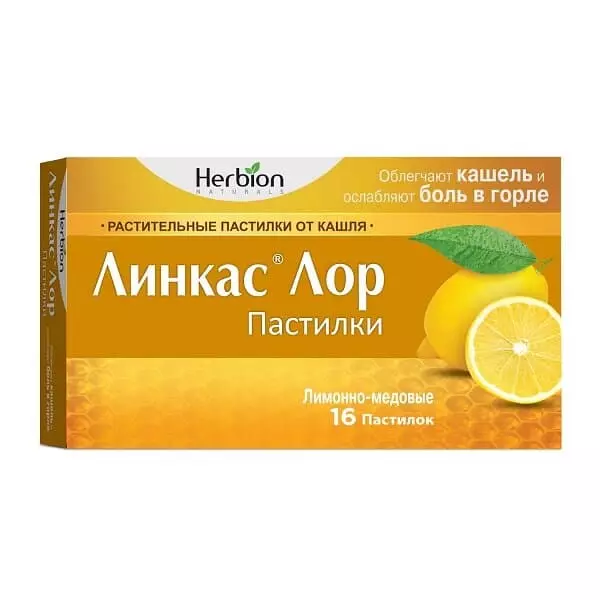 Herbion
NATURALS
Облегчают кашель и
ослабляют боль в горле
• РАСТИТЕЛЬНЫЕ ПАСТИЛКИ ОТ КАШЛЯ •
Линкас® Лор
Пастилки
Лимонно-медовые
16 Пастилок
Herbion
Линкас® Лор
Пастилки